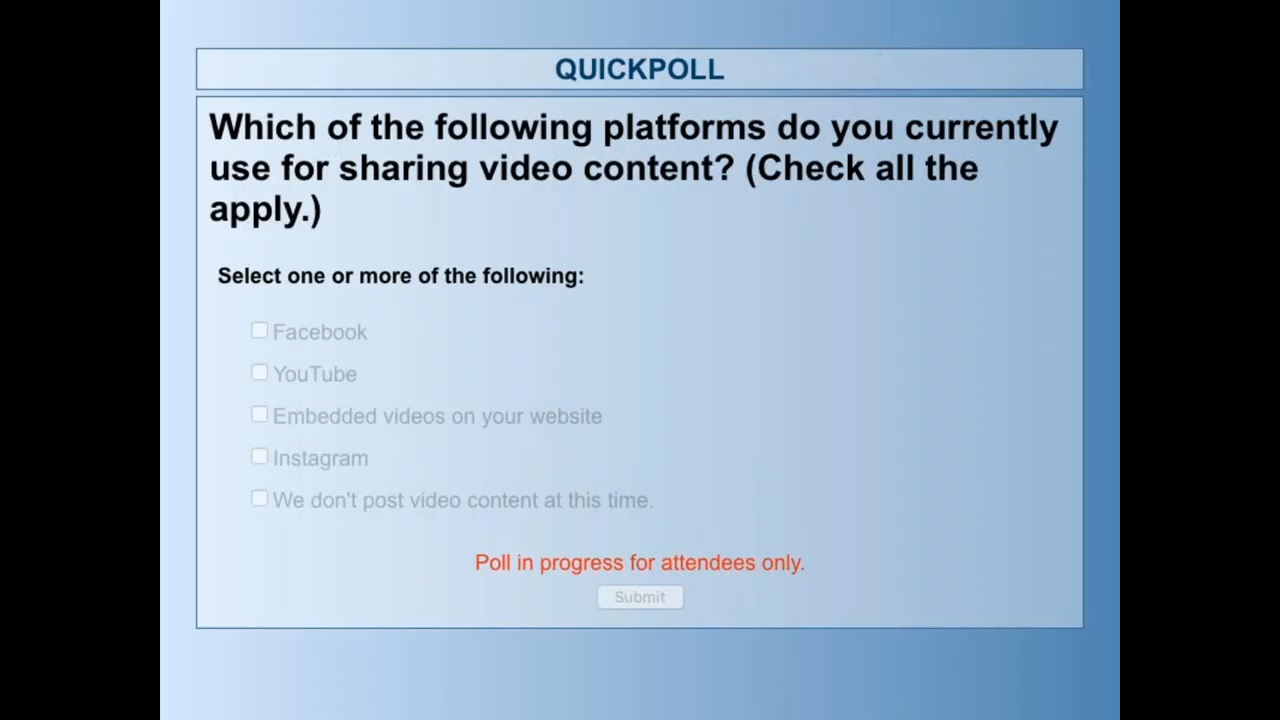 QUICKPOLL
Which of the following platforms do you currently
use for sharing video content? (Check all the
apply.)
Select one or more of the following:
Facebook
YouTube
Embedded videos on your website
Instagram
We don't post video content at this time.
Poll in progress for attendees only.
Submit